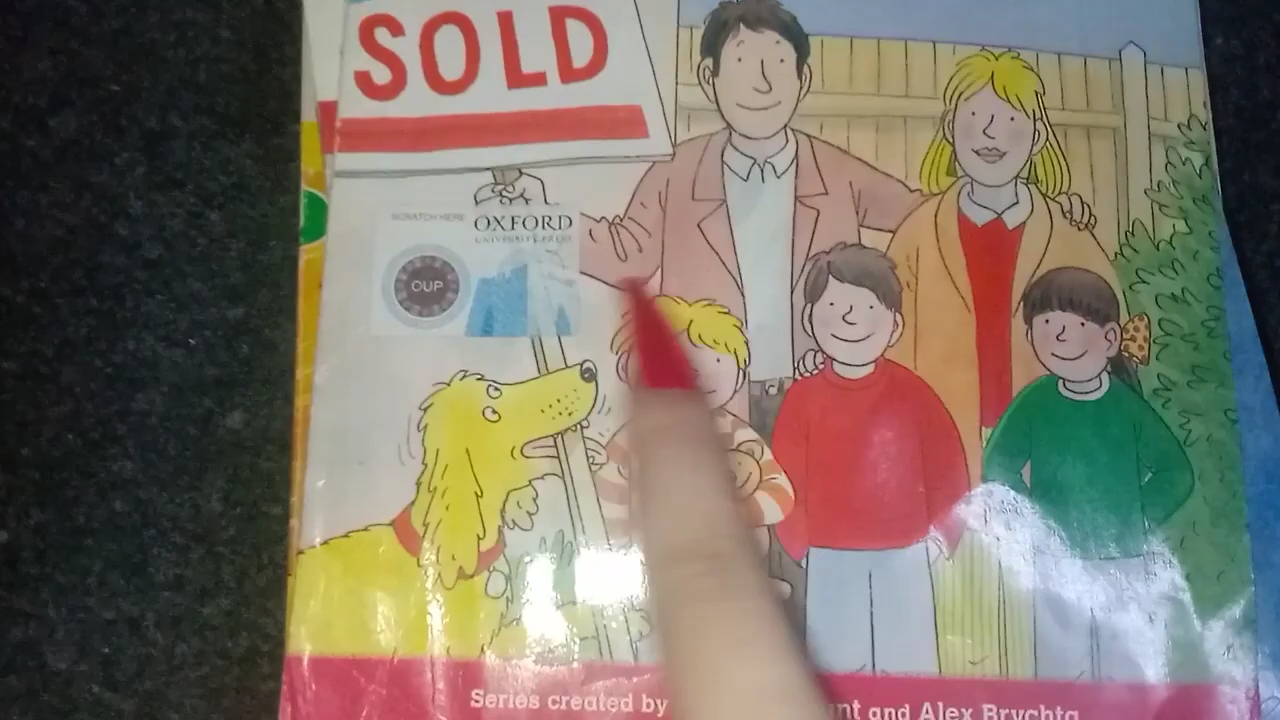 SOLD
SCRATCH HERE
OXFORD
UNIVERSITY PRESS
OUP
Series created by
and Alex Brychta